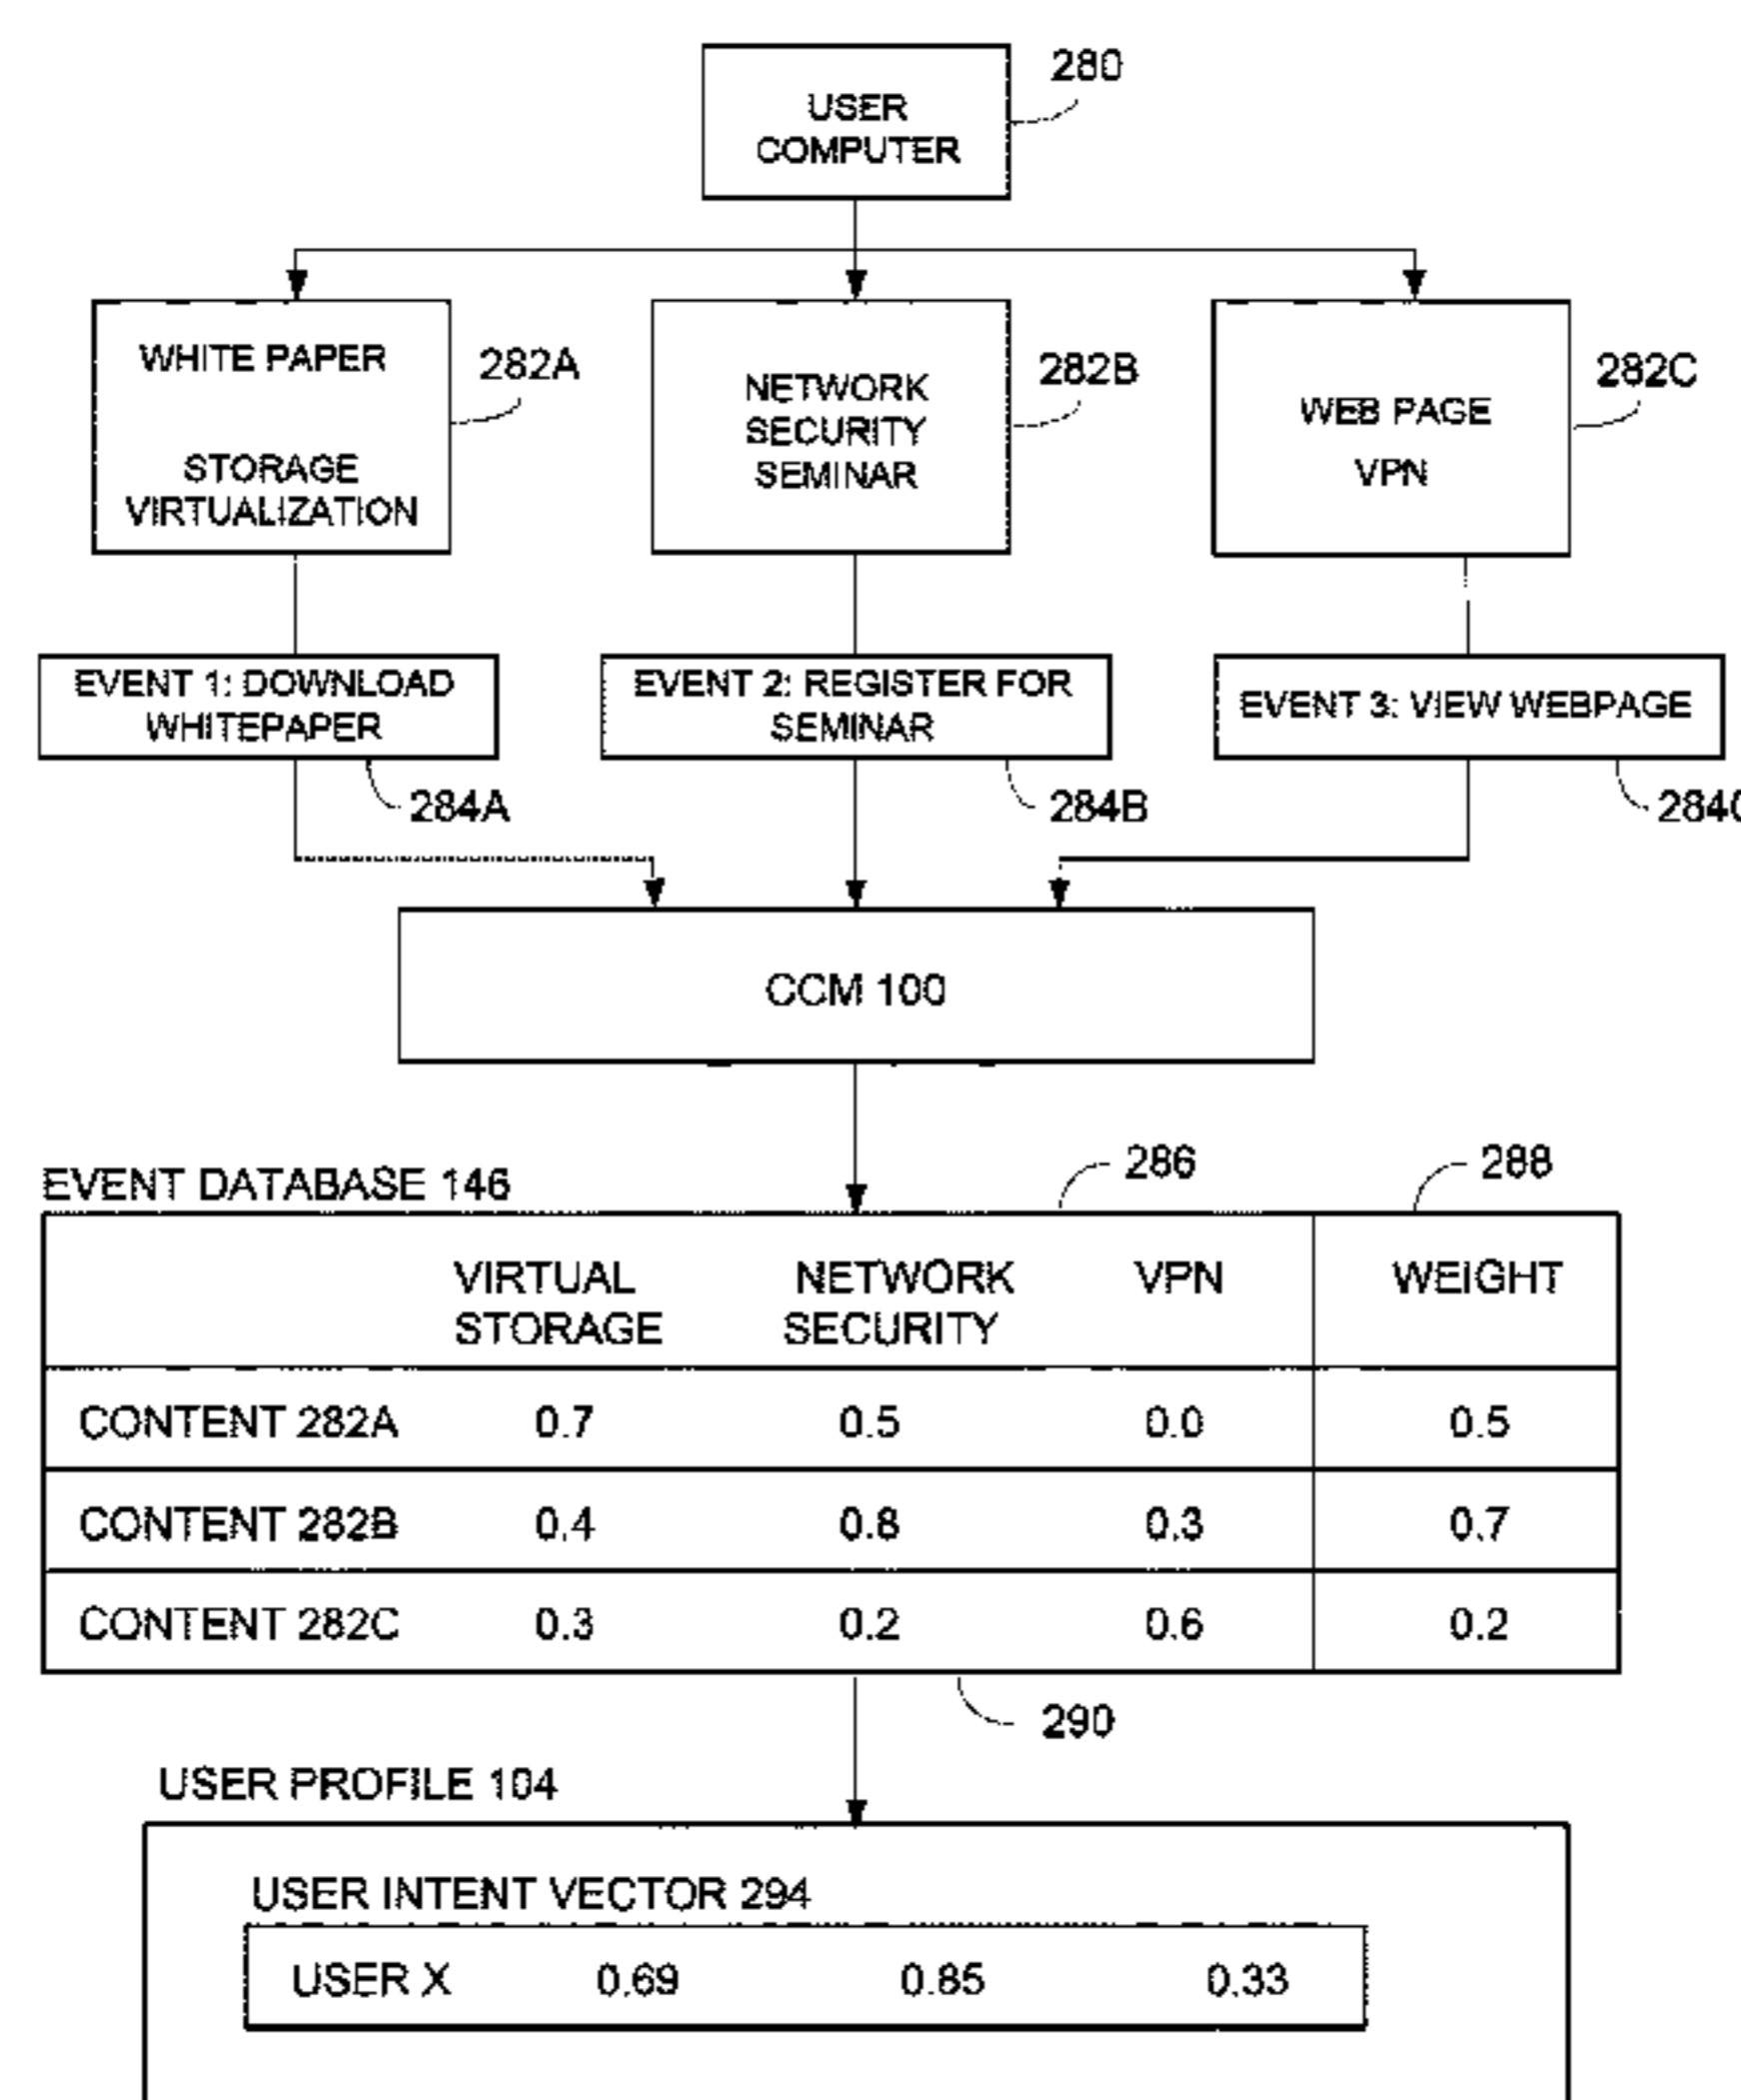 280
USER
COMPUTER
WHITE PAPER
STORAGE
VIRTUALIZATION
282A
NETWORK
SECURITY
SEMINAR
282B
WEB PAGE
VPN
282C
EVENT 1: DOWNLOAD
WHITEPAPER
284A
EVENT 2: REGISTER FOR
SEMINAR
284B
EVENT 3: VIEW WEBPAGE
284C
CCM 100
EVENT DATABASE 146
286
288
VIRTUAL STORAGE NETWORK SECURITY VPN WEIGHT
CONTENT 282A 0.7 0.5 0.0 0.5
CONTENT 282B 0.4 0.8 0.3 0.7
CONTENT 282C 0.3 0.2 0.6 0.2
290
USER PROFILE 104
USER INTENT VECTOR 294
USER X 0.69 0.85 0.33